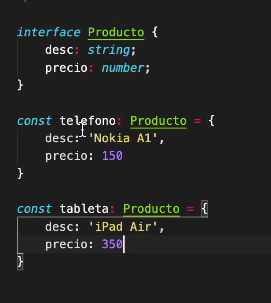 interface Producto {
    desc: string;
    precio: number;
}

const telefono: Producto = {
    desc: 'Nokia A1',
    precio: 150
}

const tableta: Producto = {
    desc: 'iPad Air',
    precio: 350
}